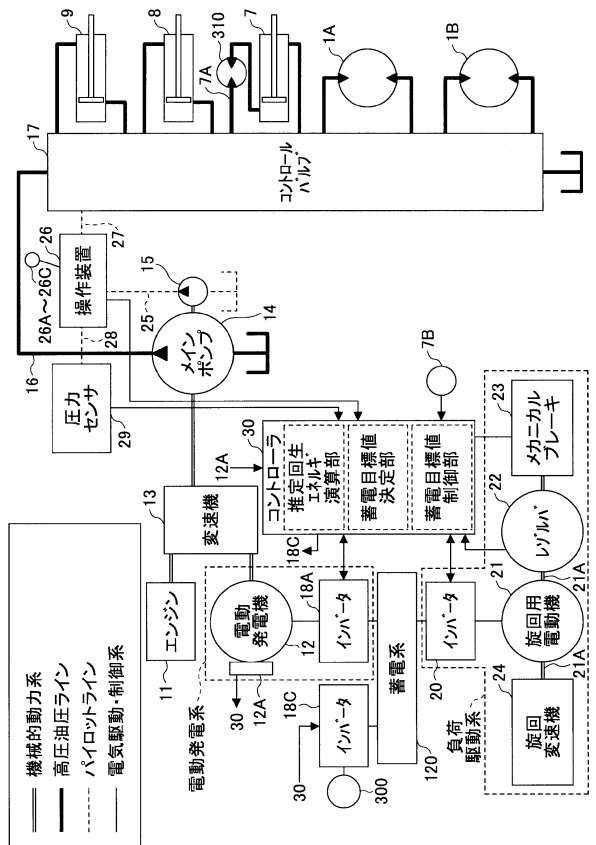 機械的動力系
高圧油圧ライン
パイロットライン
電気駆動・制御系
9
8
310
7
7A
1A
1B
17
コントロール
バルブ
26A～26C
26
操作装置
27
15
25
28
16
14
メイン
ポンプ
圧力
センサ
29
7B
13
変速機
12A
30
コントローラ
推定回生
エネルギ
演算部
蓄電目標値
決定部
蓄電目標値
制御部
18C
23
メカニカル
ブレーキ
22
レゾルバ
エンジン
11
電動
発電機
12
18A
インバータ
電動発電系
30
12A
18C
インバータ
30
300
蓄電系
120
インバータ
20
21
旋回用
電動機
21A
21A
負荷
駆動系
24
旋回
変速機